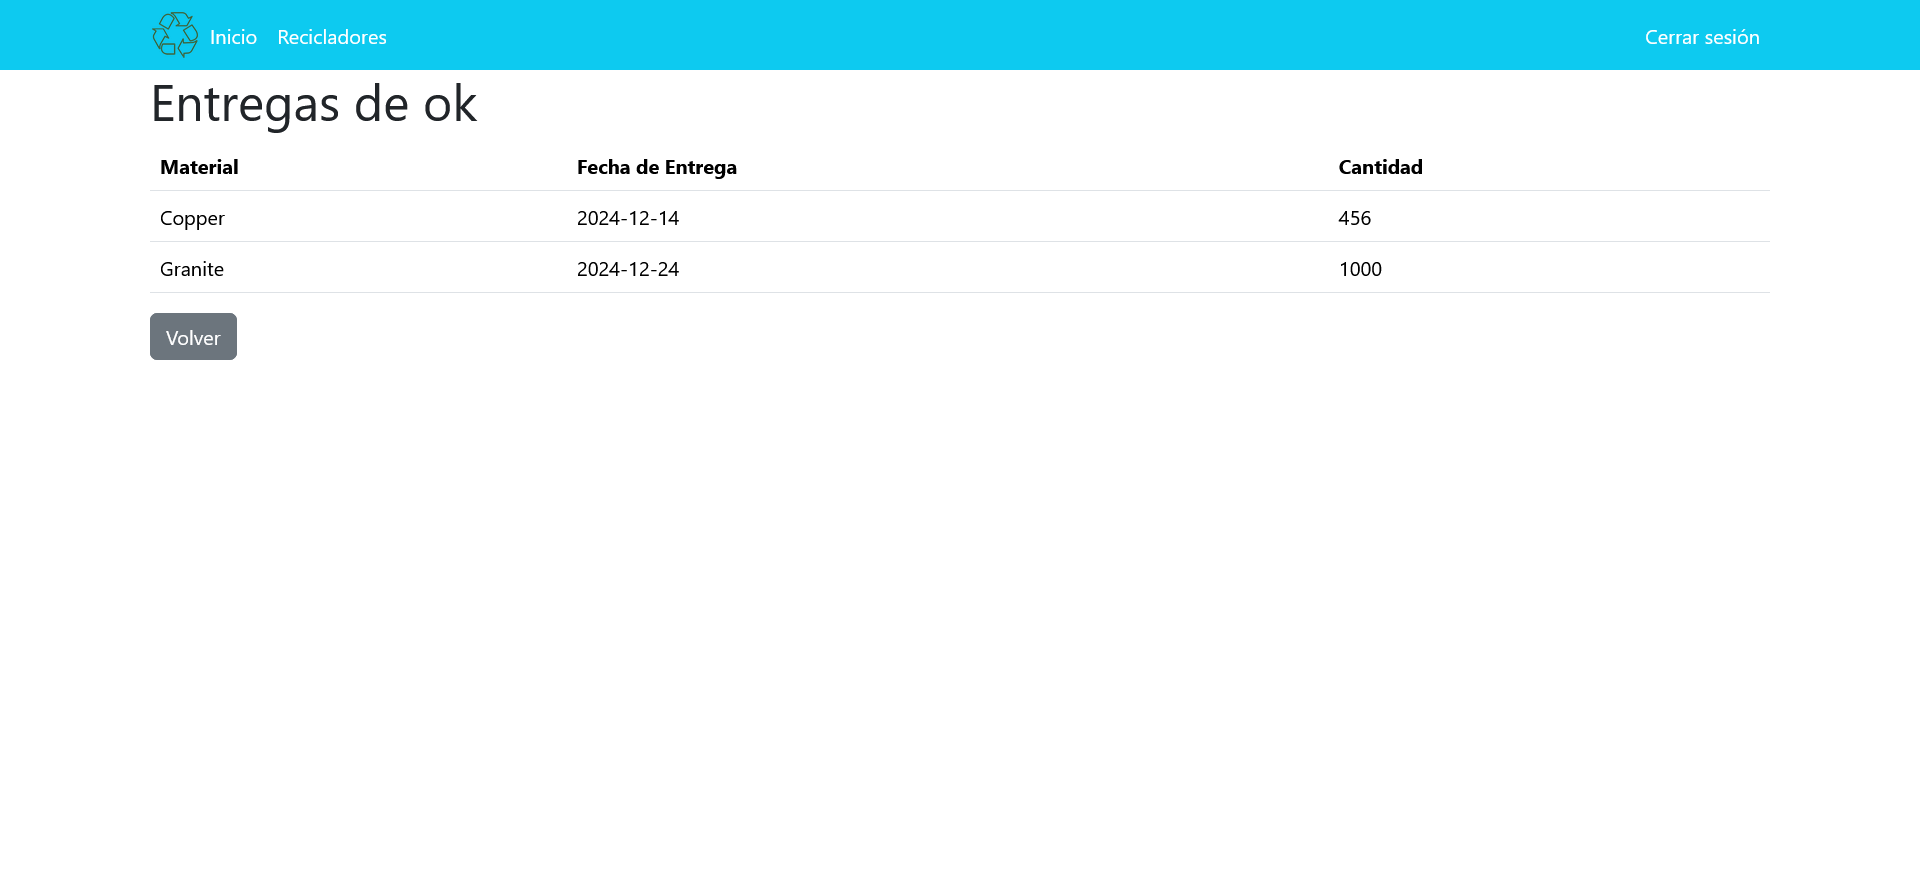 Inicio Recicladores Cerrar sesión
Entregas de ok
Material Fecha de Entrega Cantidad
Copper 2024-12-14 456
Granite 2024-12-24 1000
Volver